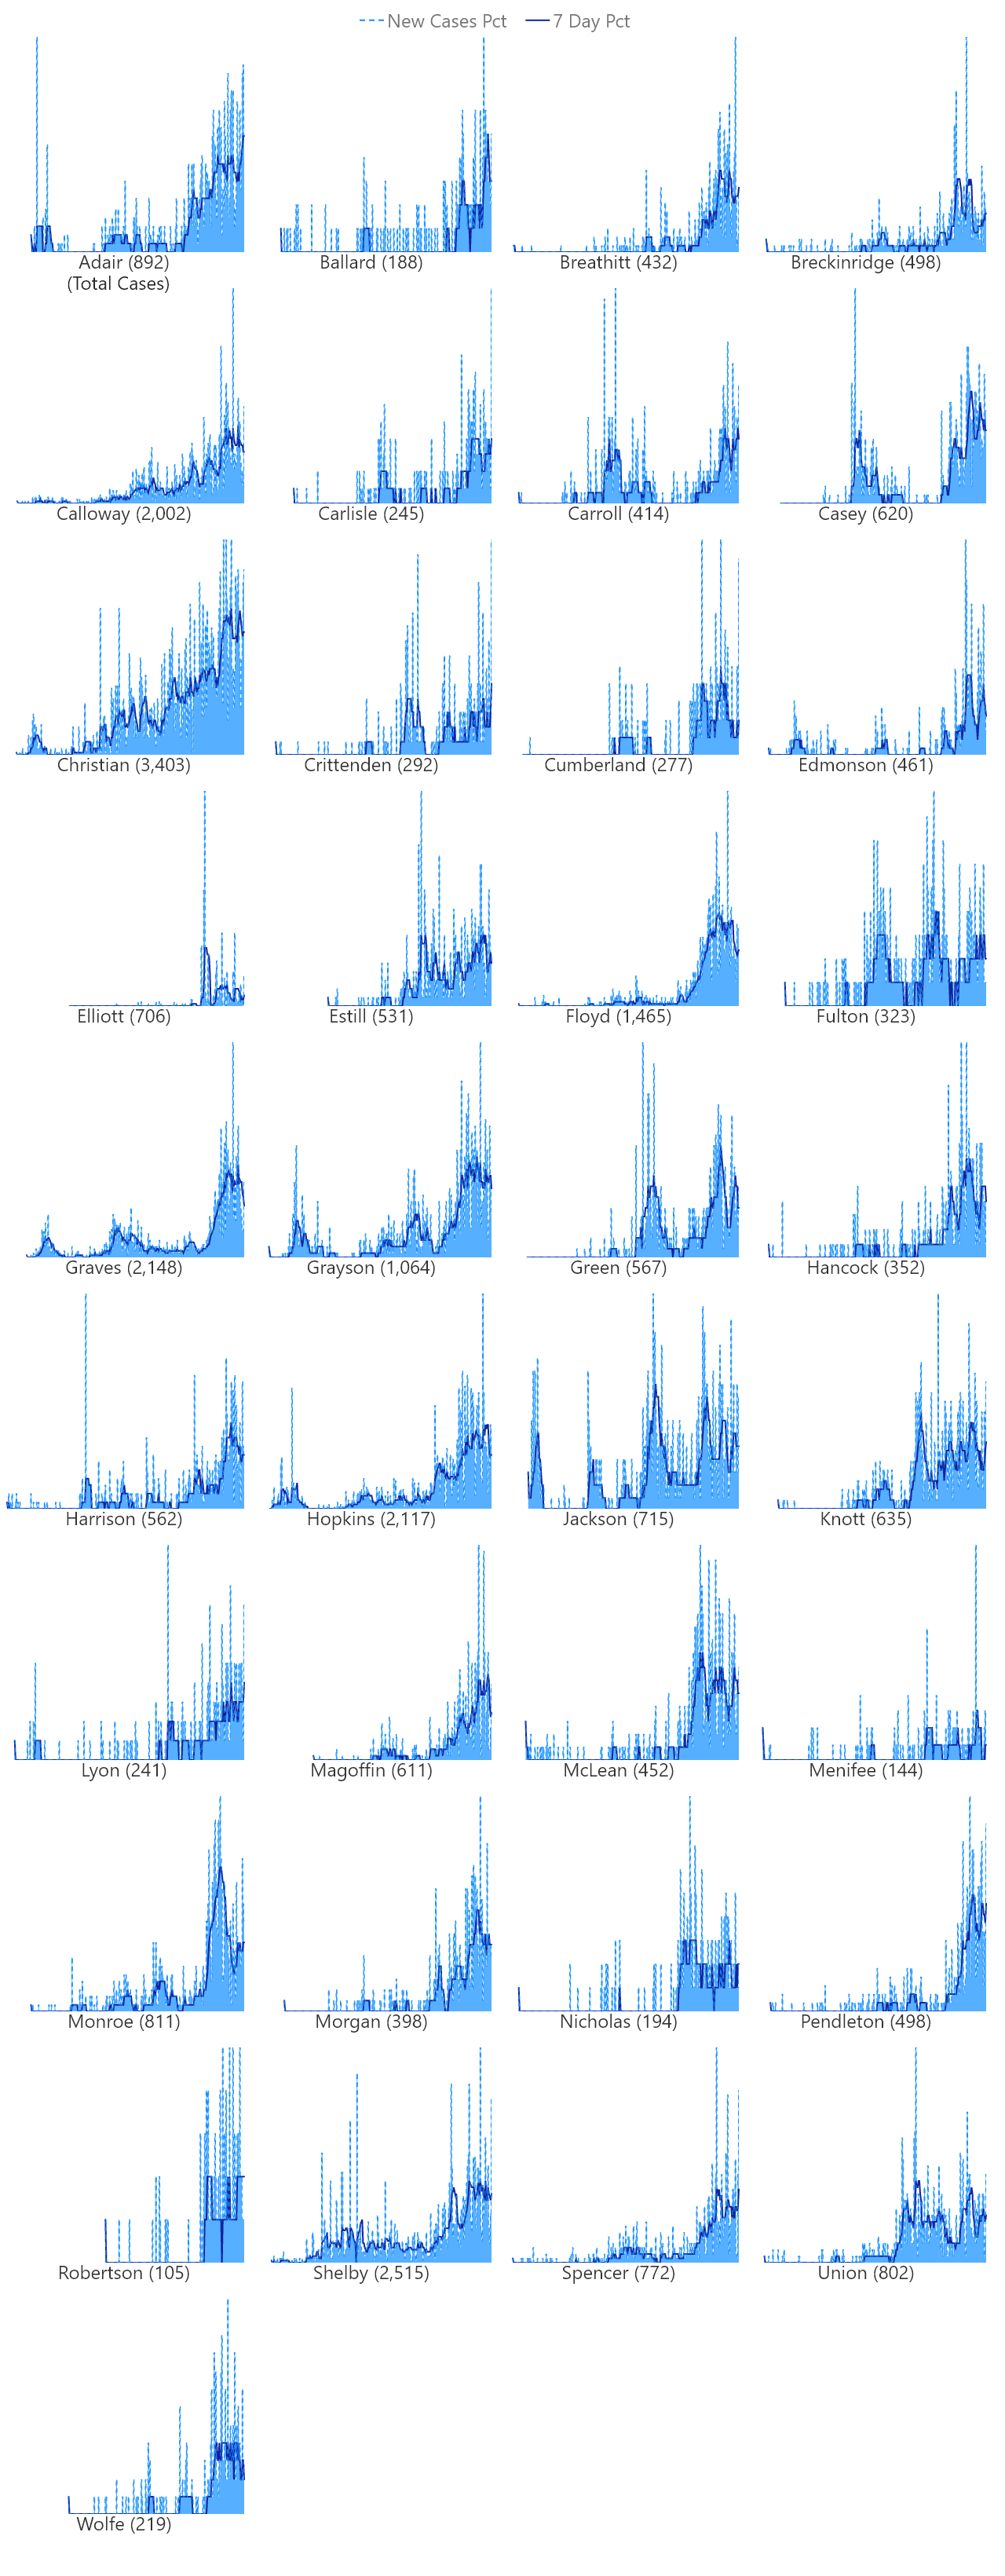 New Cases Pct 7 Day Pct
Adair (892) Ballard (188) Breathitt (432) Breckinridge (498)
(Total Cases)
Calloway (2,002) Carlisle (245) Carroll (414) Casey (620)
Christian (3,403) Crittenden (292) Cumberland (277) Edmonson (461)
Elliott (706) Estill (531) Floyd (1,465) Fulton (323)
Graves (2,148) Grayson (1,064) Green (567) Hancock (352)
Harrison (562) Hopkins (2,117) Jackson (715) Knott (635)
Lyon (241) Magoffin (611) McLean (452) Menifee (144)
Monroe (811) Morgan (398) Nicholas (194) Pendleton (498)
Robertson (105) Shelby (2,515) Spencer (772) Union (802)
Wolfe (219)